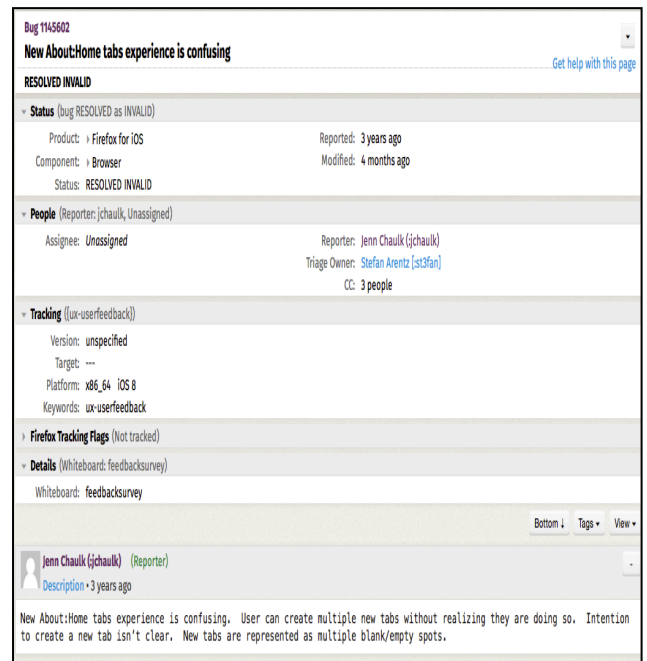 Bug 1145602
New About:Home tabs experience is confusing
Get help with this page
RESOLVED INVALID
Status (bug RESOLVED as INVALID)
Product: Firefox for iOS Reported: 3 years ago
Component: Browser Modified: 4 months ago
Status: RESOLVED INVALID
People (Reporter: jchaulk, Unassigned)
Assignee: Unassigned Reporter: Jenn Chaulk (:jchaulk)
Triage Owner: Stefan Arentz [:st3fan]
CC: 3 people
Tracking ({ux-userfeedback})
Version: unspecified
Target: ---
Platform: x86_64 iOS 8
Keywords: ux-userfeedback
Firefox Tracking Flags (Not tracked)
Details (Whiteboard: feedbacksurvey)
Whiteboard: feedbacksurvey
Bottom ↓ Tags ▾ View ▾
Jenn Chaulk (:jchaulk) (Reporter)
Description • 3 years ago
New About:Home tabs experience is confusing. User can create multiple new tabs without realizing they are doing so. Intention
to create a new tab isn't clear. New tabs are represented as multiple blank/empty spots.